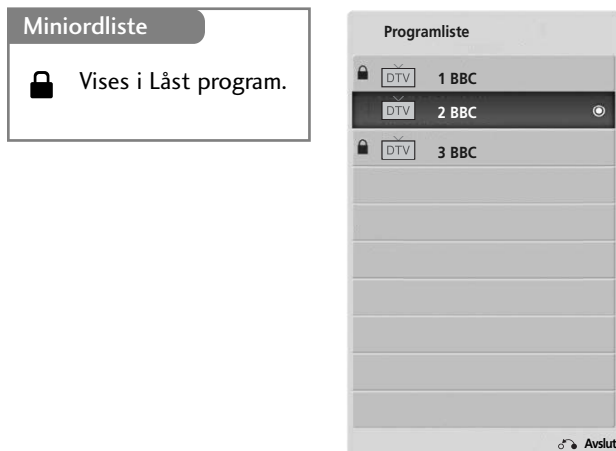 Miniordliste
Vises i Låst program.
Programliste
DTV 1 BBC
DTV 2 BBC
DTV 3 BBC
Avslut